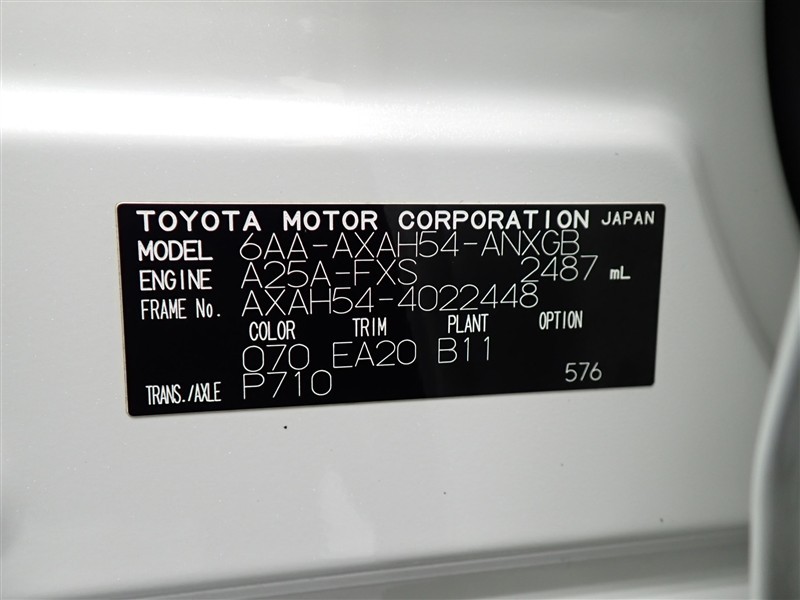 TOYOTA MOTOR CORPORATION JAPAN
MODEL 6AA-AXAH54-ANXGB
ENGINE A25A-FXS 2487 mL
FRAME No. AXAH54-4022448
COLOR TRIM PLANT OPTION
070 EA20 B11
TRANS./AXLE P710 576